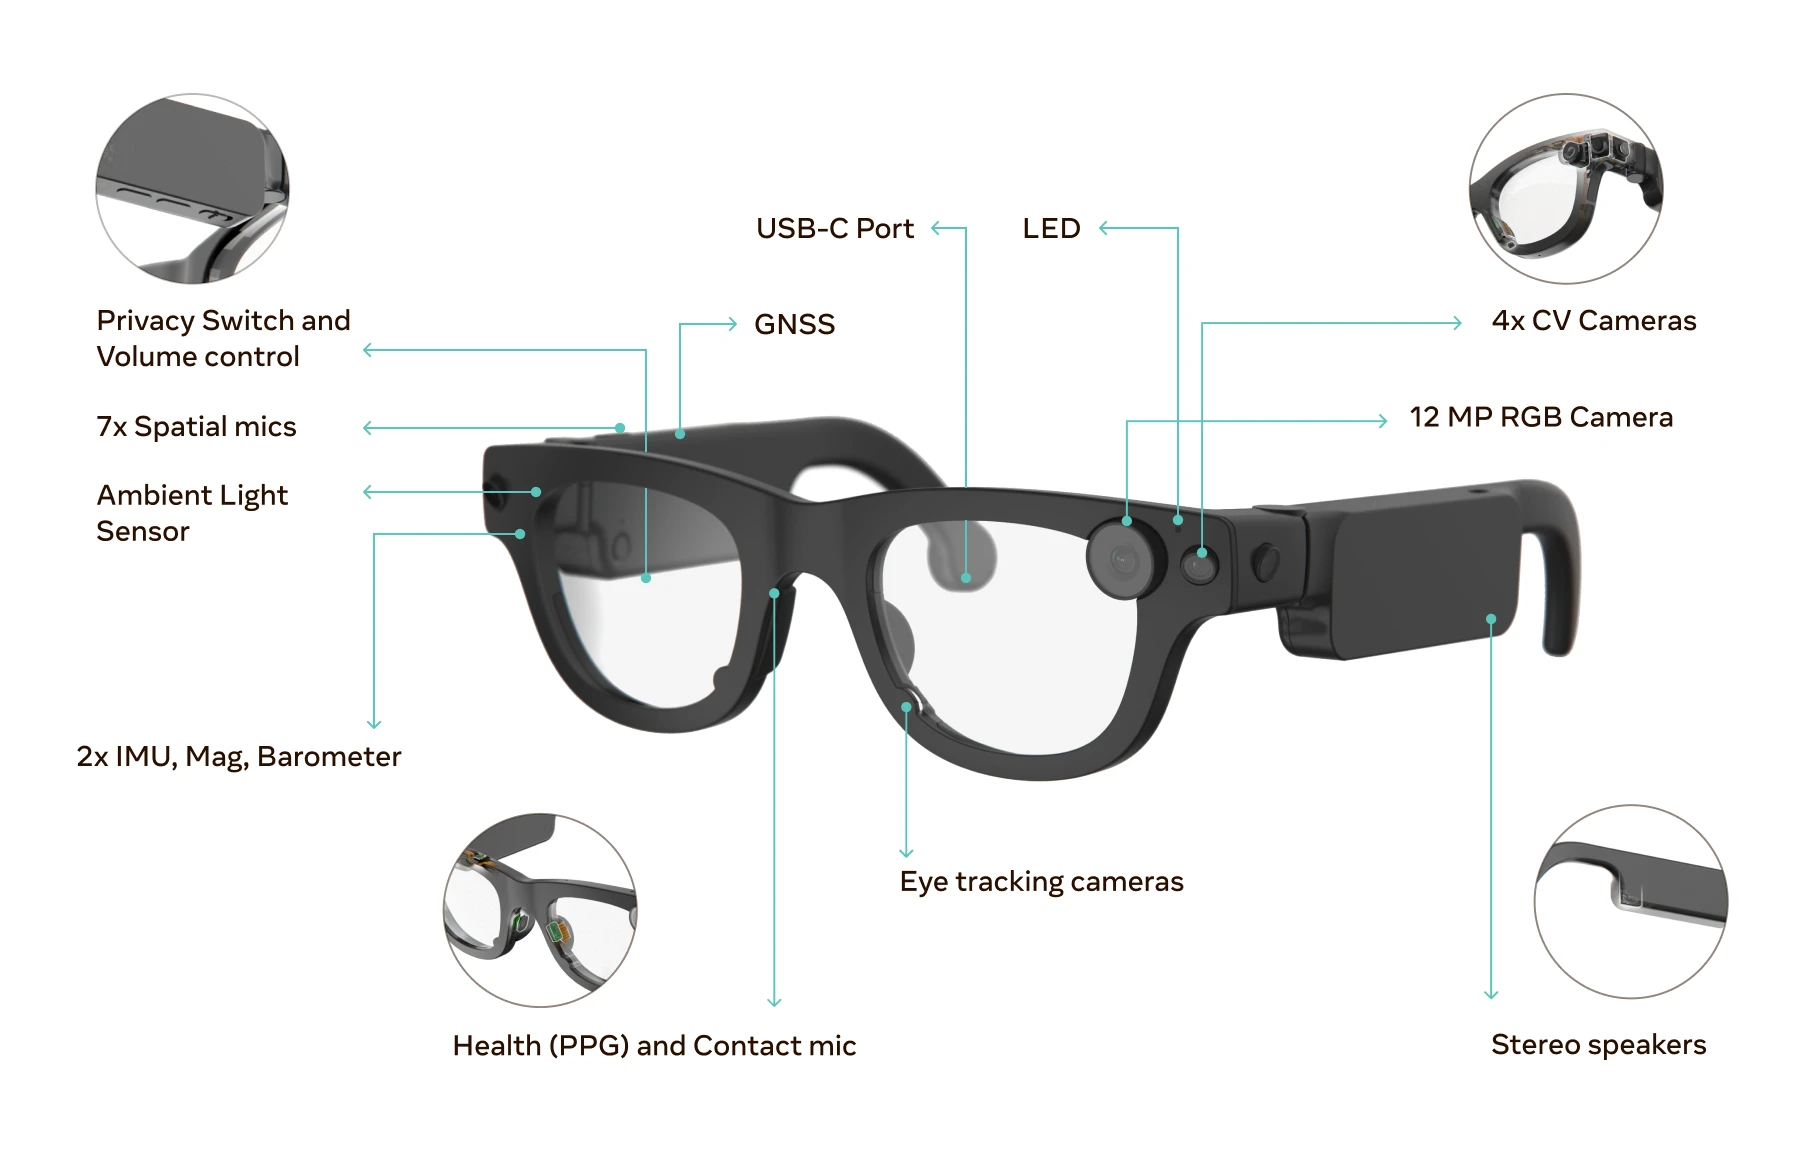 USB-C Port
LED
Privacy Switch and
Volume control
GNSS
4x CV Cameras
7x Spatial mics
12 MP RGB Camera
Ambient Light
Sensor
2x IMU, Mag, Barometer
Eye tracking cameras
Health (PPG) and Contact mic
Stereo speakers